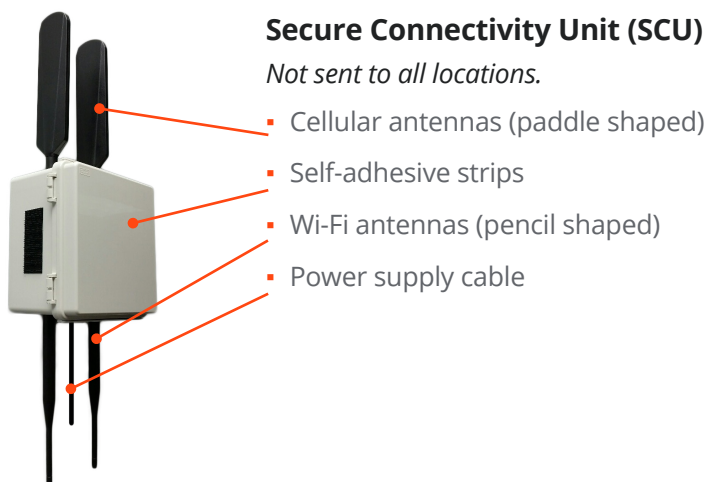 Secure Connectivity Unit (SCU)
Not sent to all locations.
▪ Cellular antennas (paddle shaped)
▪ Self-adhesive strips
▪ Wi-Fi antennas (pencil shaped)
▪ Power supply cable